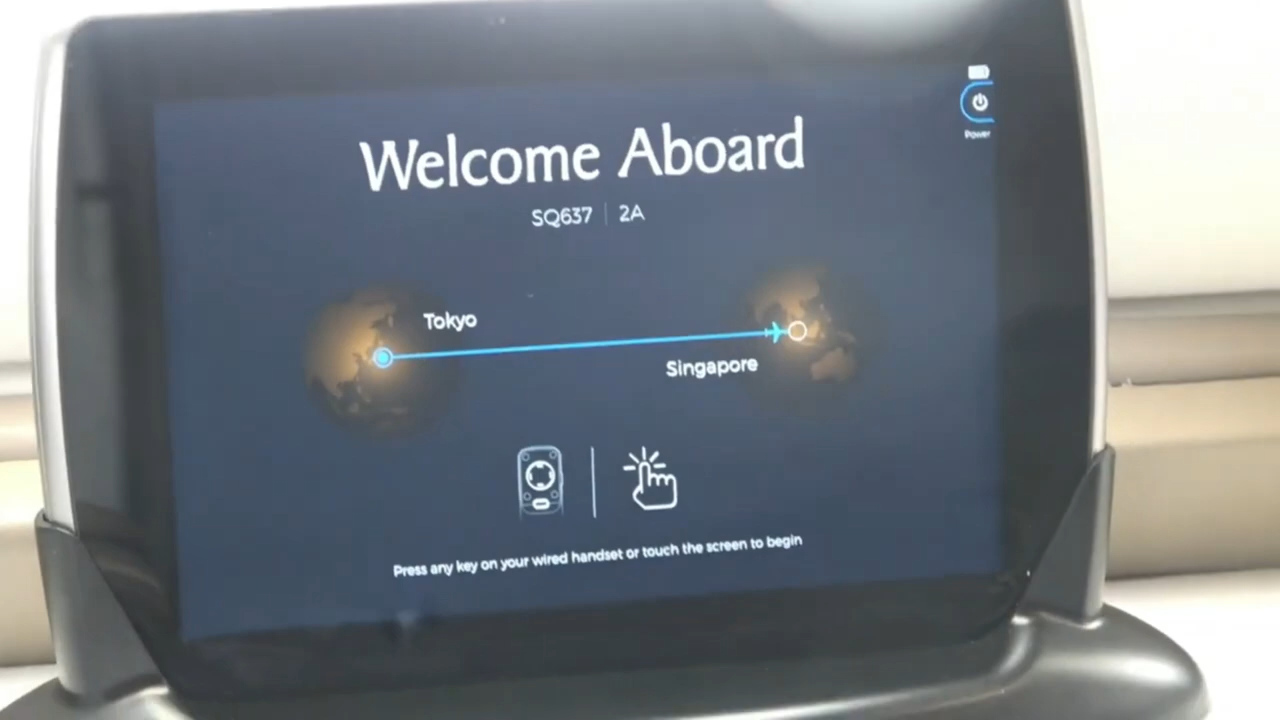 Power
Welcome Aboard
SQ637 | 2A
Tokyo
Singapore
Press any key on your wired handset or touch the screen to begin